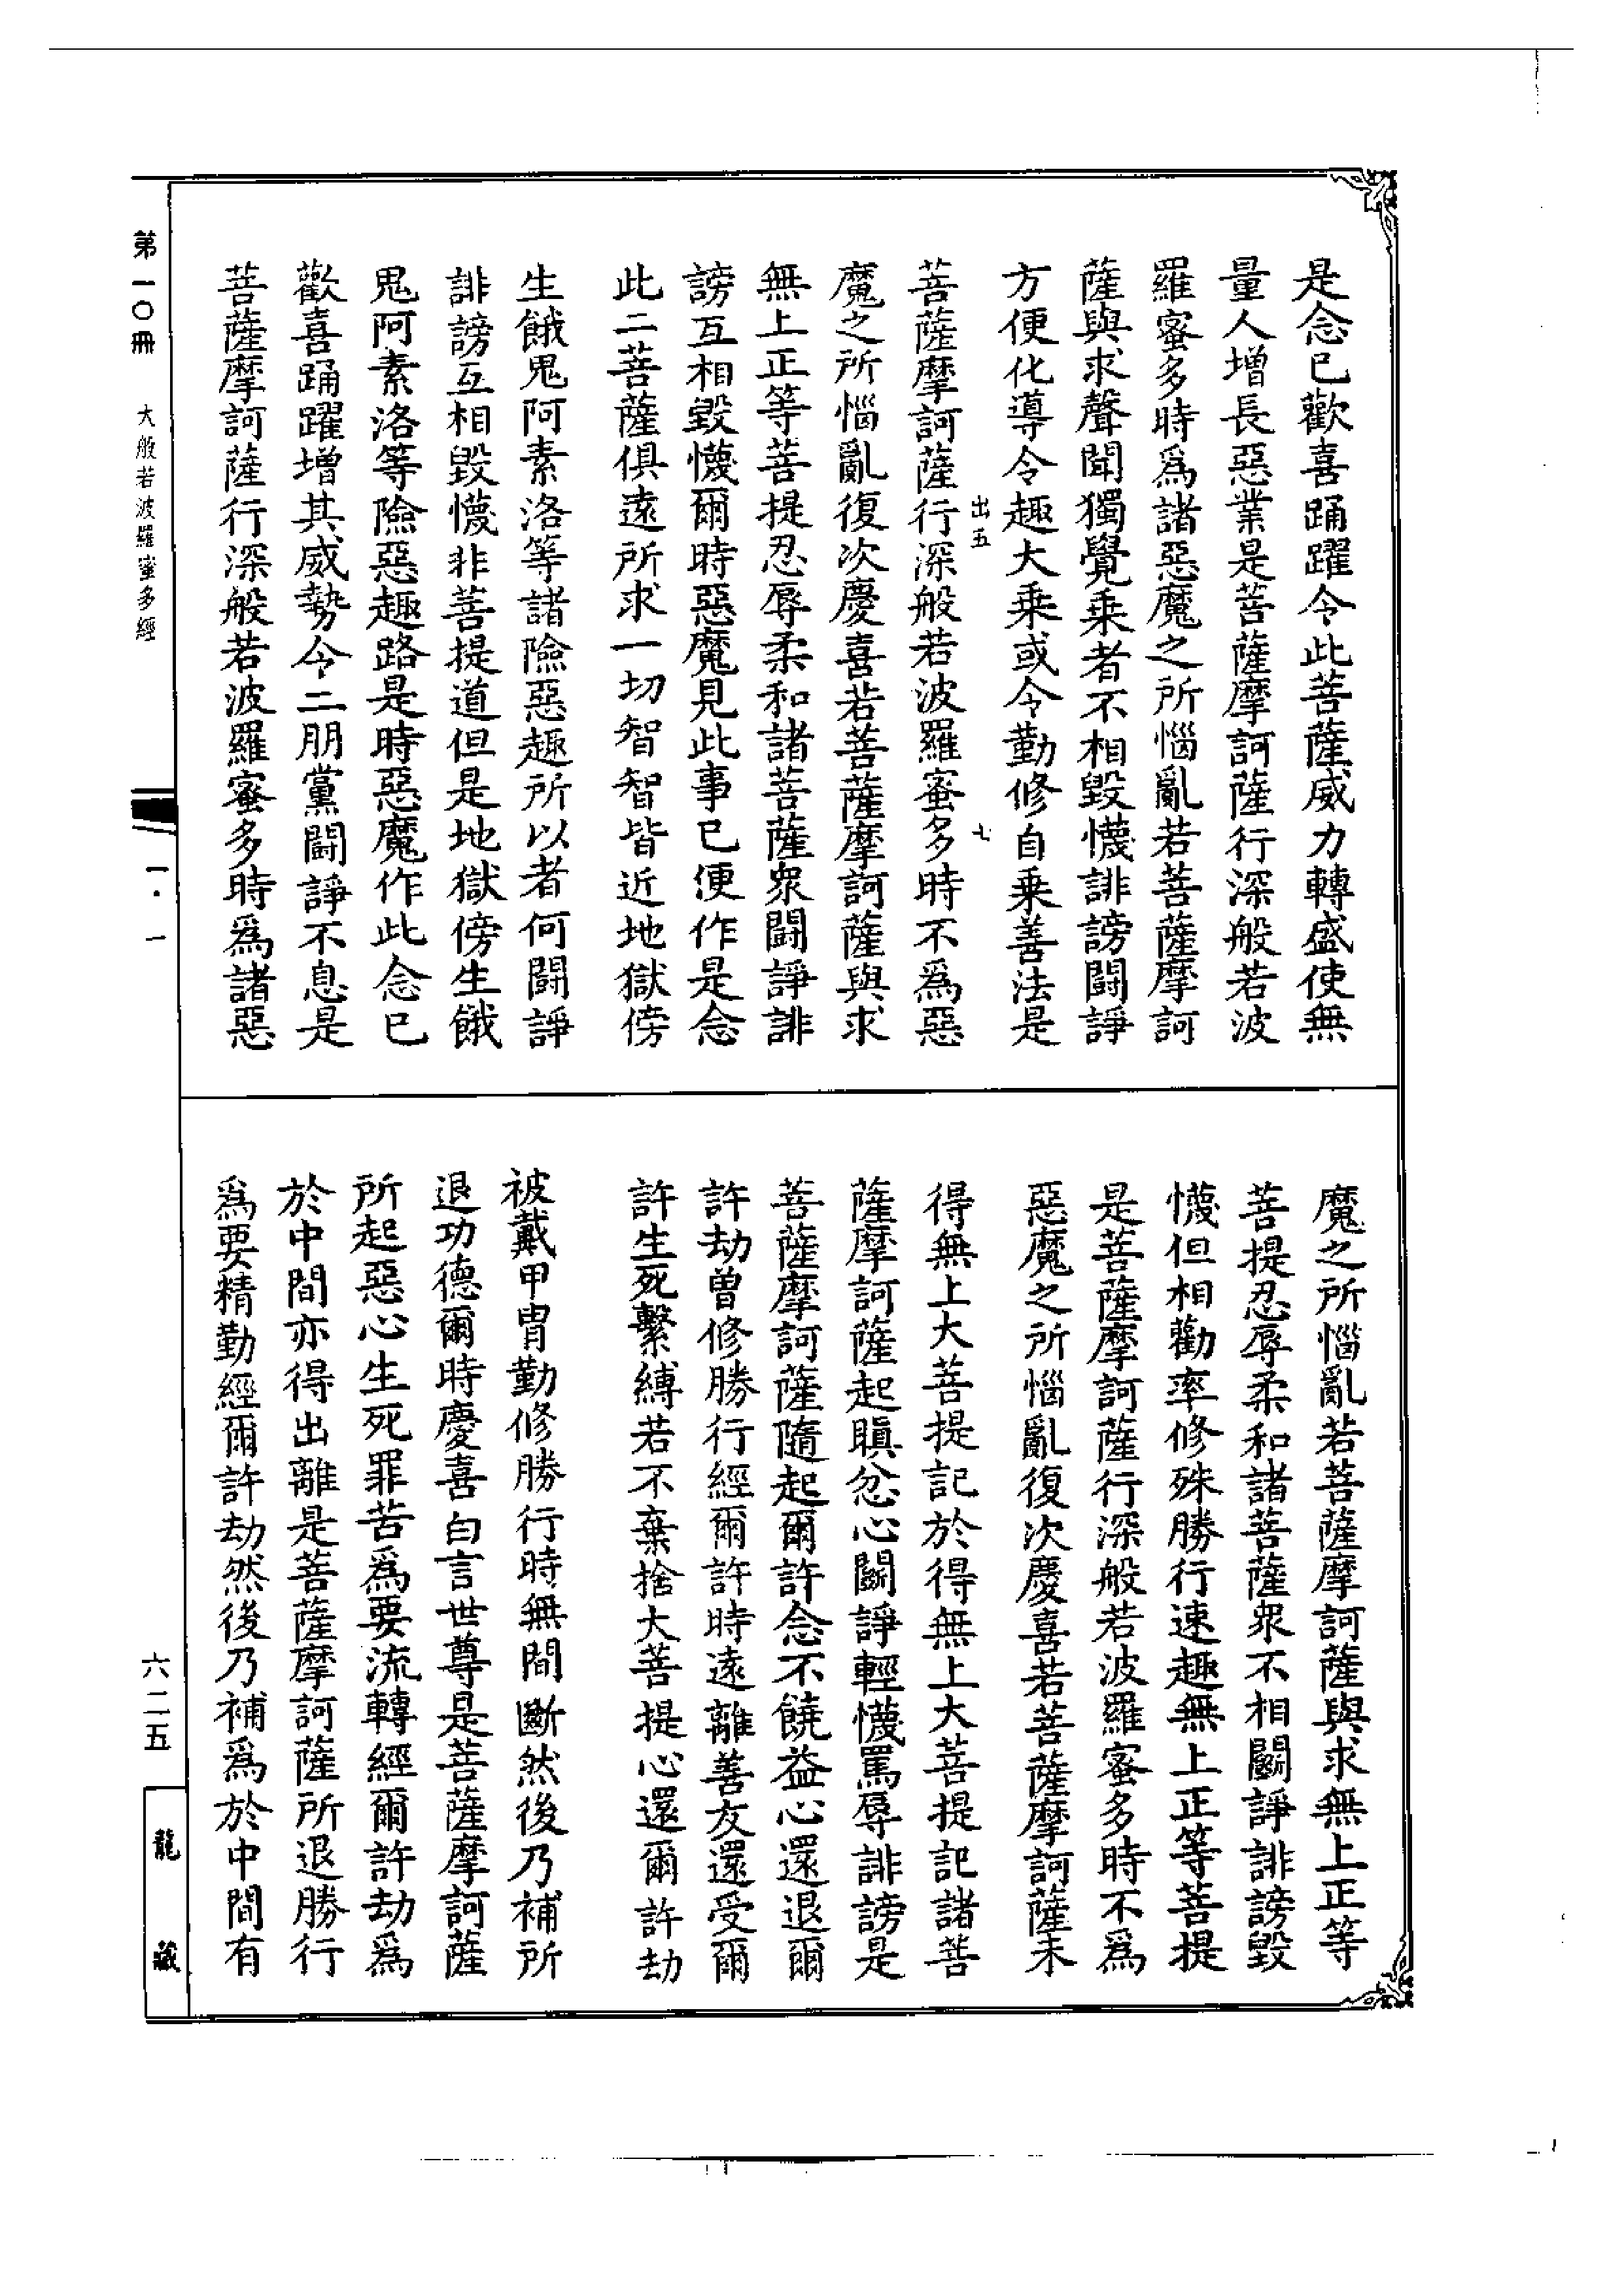 是念已歡喜踊躍令此菩薩威力轉盛使無
量人增長惡業是菩薩摩訶薩行深般若波
羅蜜多時爲諸惡魔之所惱亂若菩薩摩訶
薩與求聲聞獨覺乘者不相毀懱誹謗鬪諍
方便化導令趣大乘或令勤修自乘善法是
出五 七
菩薩摩訶薩行深般若波羅蜜多時不爲惡
魔之所惱亂復次慶喜若菩薩摩訶薩與求
無上正等菩提忍辱柔和諸菩薩衆鬪諍誹
謗互相毀懱爾時惡魔見此事已便作是念
此二菩薩俱遠所求一切智智皆近地獄傍
生餓鬼阿素洛等諸險惡趣所以者何鬪諍
誹謗互相毀懱非菩提道但是地獄傍生餓
鬼阿素洛等險惡趣路是時惡魔作此念已
歡喜踊躍增其威勢令二朋黨鬪諍不息是
菩薩摩訶薩行深般若波羅蜜多時爲諸惡
魔之所惱亂若菩薩摩訶薩與求無上正等
菩提忍辱柔和諸菩薩衆不相鬪諍誹謗毀
懱但相勸率修殊勝行速趣無上正等菩提
是菩薩摩訶薩行深般若波羅蜜多時不爲
惡魔之所惱亂復次慶喜若菩薩摩訶薩未
得無上大菩提記於得無上大菩提記諸菩
薩摩訶薩起瞋忿心鬪諍輕懱罵辱誹謗是
菩薩摩訶薩隨起爾許念不饒益心還退爾
許劫曾修勝行經爾許時遠離善友還受爾
許生死繫縛若不棄捨大菩提心還爾許劫
被戴甲冑勤修勝行時無間斷然後乃補所
退功德爾時慶喜白言世尊是菩薩摩訶薩
所起惡心生死罪苦爲要流轉經爾許劫爲
於中間亦得出離是菩薩摩訶薩所退勝行
爲要精勤經爾許劫然後乃補爲於中間有
第一〇冊 大般若波羅蜜多經 一·一 六二五 龍藏